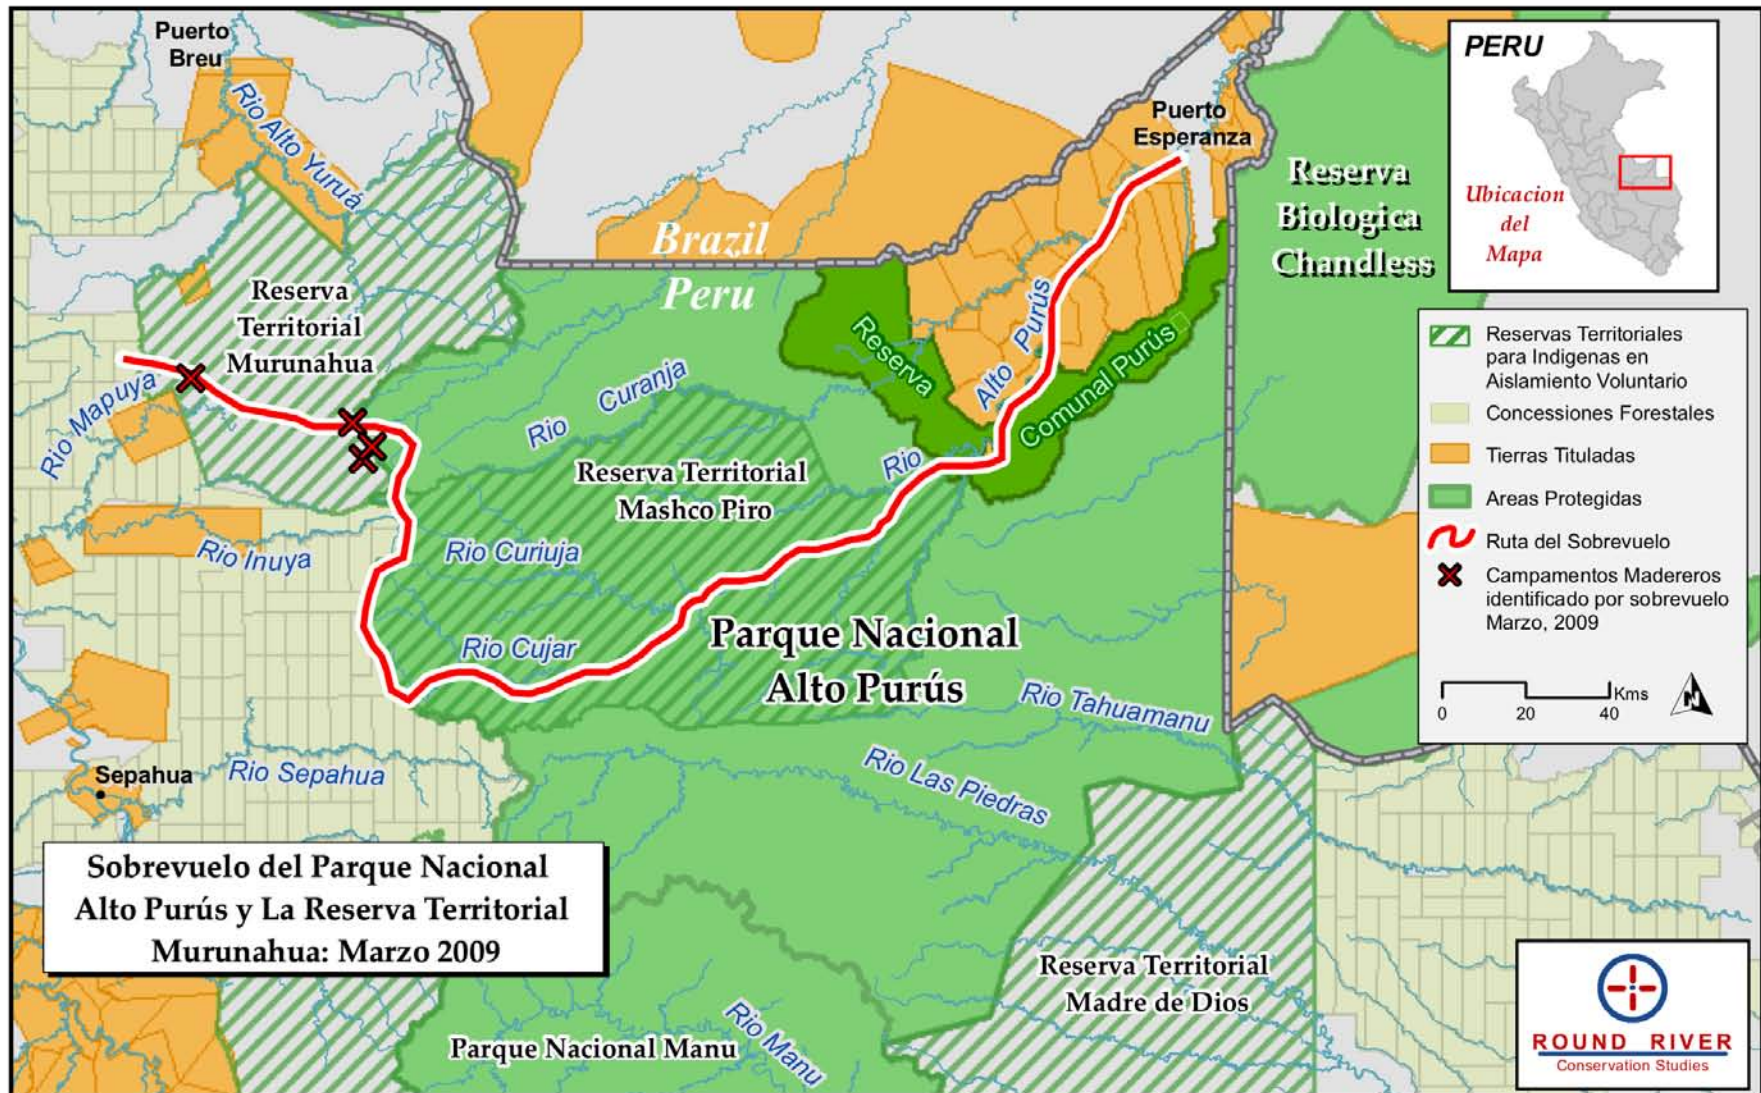 Puerto
Breu
Rio Alto Yuruá
Puerto
Esperanza
Reserva
Biologica
Chandless
PERU
Ubicacion
del
Mapa
Brazil
Peru
Reserva
Territorial
Murunahua
Rio Mapuya
Rio Curanja
Reserva
Comunal Purús
Rio Alto Purús
Reserva Territorial
Mashco Piro
Rio Inuya
Rio Curiuja
Rio Cujar
Parque Nacional
Alto Purús
Rio Tahuamanu
Rio Las Piedras
Sepahua
Rio Sepahua
Reservas Territoriales
para Indigenas en
Aislamiento Voluntario
Concessiones Forestales
Tierras Tituladas
Areas Protegidas
Ruta del Sobrevuelo
Campamentos Madereros
identificado por sobrevuelo
Marzo, 2009
Kms
0 20 40
N
Sobrevuelo del Parque Nacional
Alto Purús y La Reserva Territorial
Murunahua: Marzo 2009
Reserva Territorial
Madre de Dios
Parque Nacional Manu
Rio Manu
ROUND RIVER
Conservation Studies